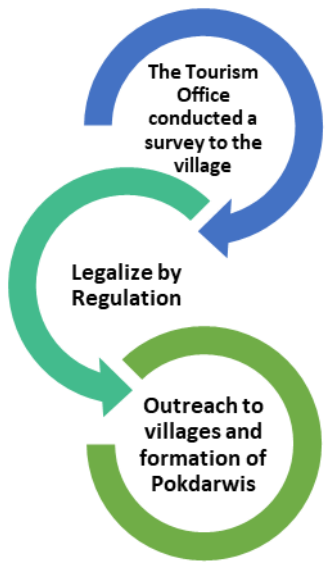 The Tourism
Office
conducted a
survey to the
village
Legalize by
Regulation
Outreach to
villages and
formation of
Pokdarwis